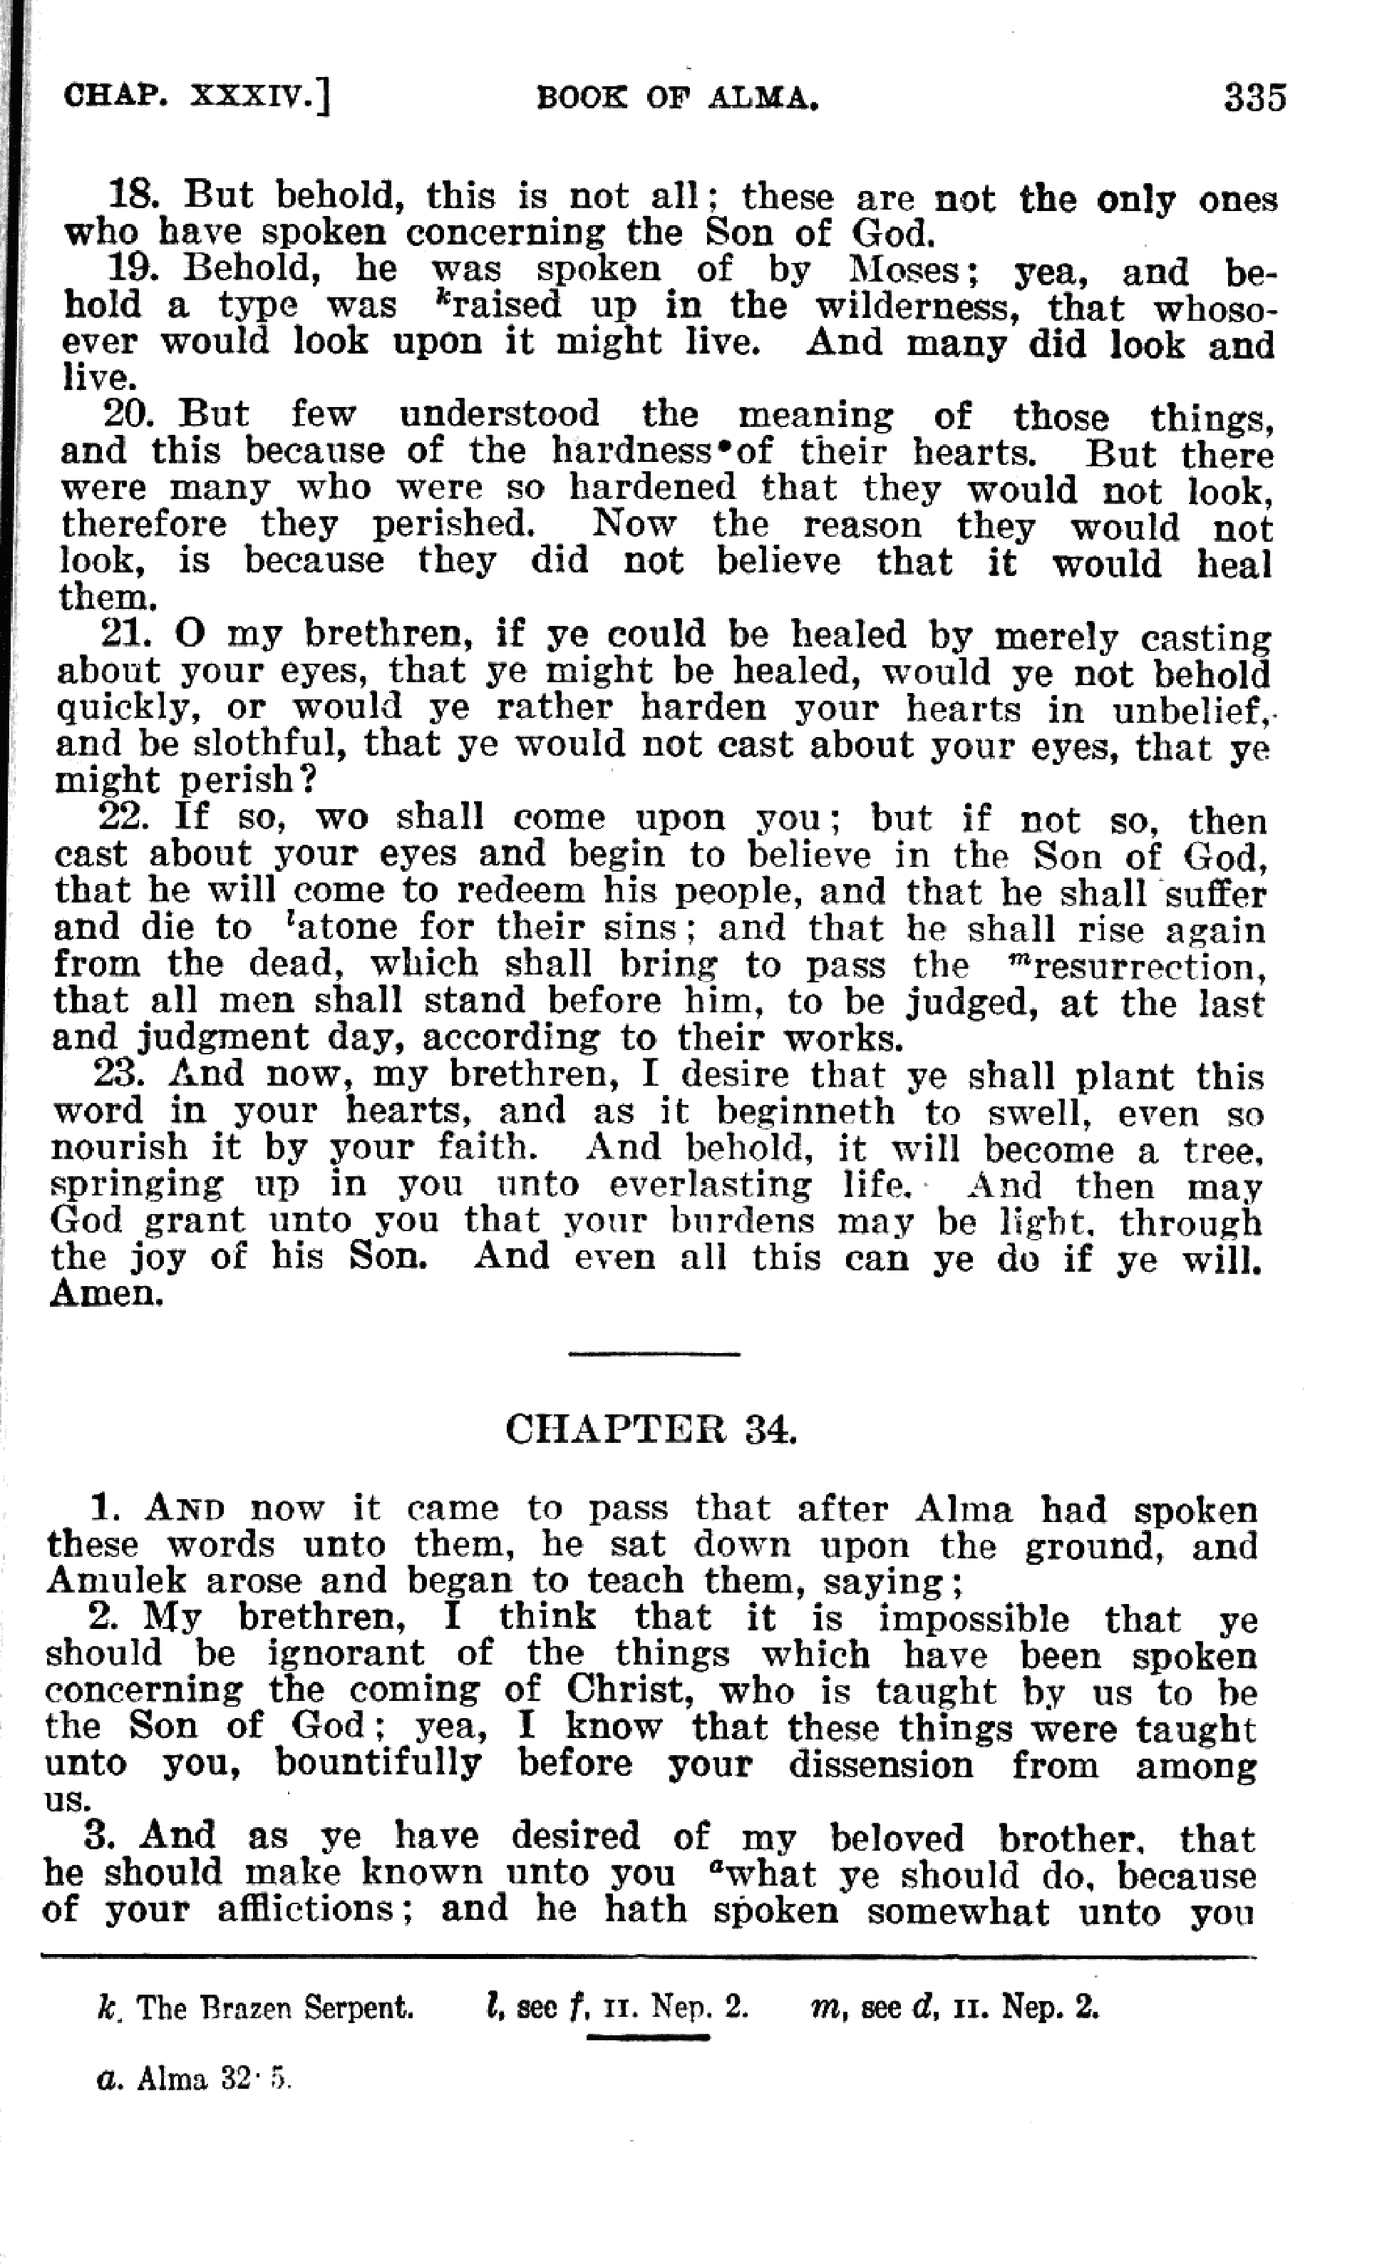 CHAP. XXXIV.] BOOK OF ALMA. 335
18. But behold, this is not all; these are not the only ones
who have spoken concerning the Son of God.
19. Behold, he was spoken of by Moses; yea, and be-
hold a type was kraised up in the wilderness, that whoso-
ever would look upon it might live. And many did look and
live.
20. But few understood the meaning of those things,
and this because of the hardness of their hearts. But there
were many who were so hardened that they would not look,
therefore they perished. Now the reason they would not
look, is because they did not believe that it would heal
them.
21. O my brethren, if ye could be healed by merely casting
about your eyes, that ye might be healed, would ye not behold
quickly, or would ye rather harden your hearts in unbelief,
and be slothful, that ye would not cast about your eyes, that ye
might perish?
22. If so, wo shall come upon you; but if not so, then
cast about your eyes and begin to believe in the Son of God,
that he will come to redeem his people, and that he shall suffer
and die to latone for their sins; and that he shall rise again
from the dead, which shall bring to pass the mresurrection,
that all men shall stand before him, to be judged, at the last
and judgment day, according to their works.
23. And now, my brethren, I desire that ye shall plant this
word in your hearts, and as it beginneth to swell, even so
nourish it by your faith. And behold, it will become a tree,
springing up in you unto everlasting life. And then may
God grant unto you that your burdens may be light, through
the joy of his Son. And even all this can ye do if ye will.
Amen.
CHAPTER 34.
1. AND now it came to pass that after Alma had spoken
these words unto them, he sat down upon the ground, and
Amulek arose and began to teach them, saying;
2. My brethren, I think that it is impossible that ye
should be ignorant of the things which have been spoken
concerning the coming of Christ, who is taught by us to be
the Son of God; yea, I know that these things were taught
unto you, bountifully before your dissension from among
us.
3. And as ye have desired of my beloved brother, that
he should make known unto you awhat ye should do, because
of your afflictions; and he hath spoken somewhat unto you
k. The Brazen Serpent. l, see f, II. Nep. 2. m, see d, II. Nep. 2.
a. Alma 32: 5.